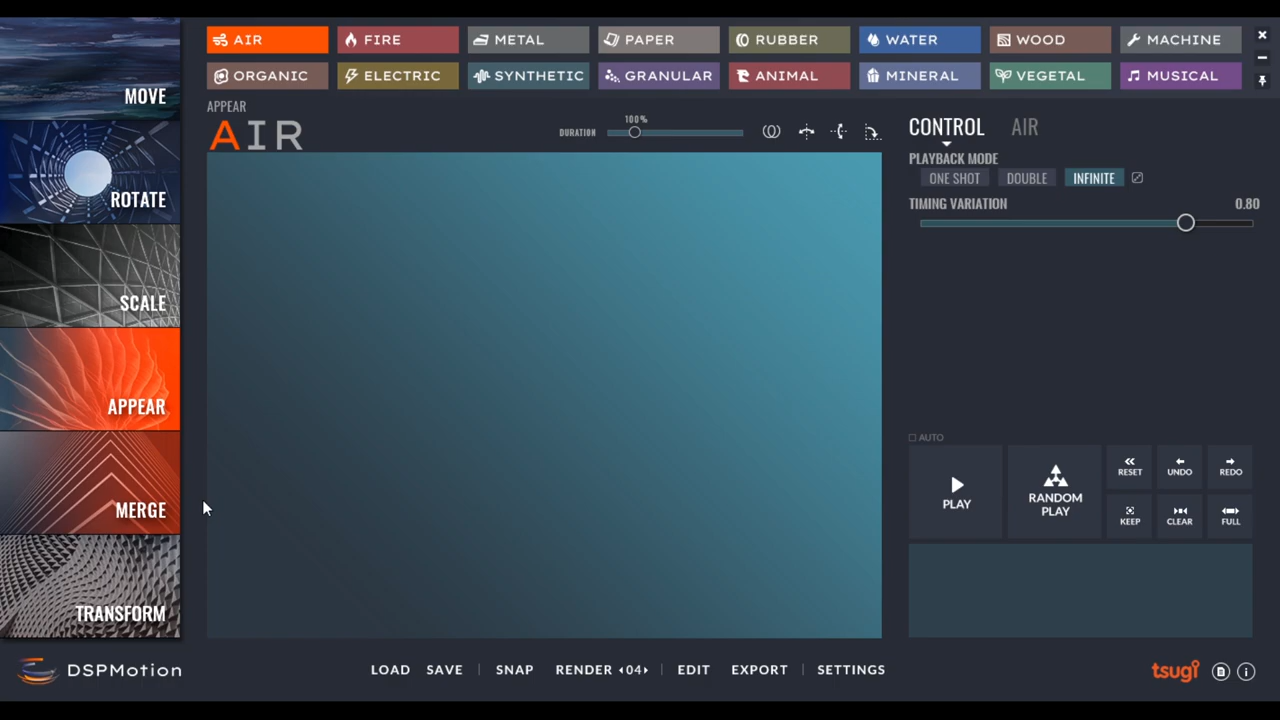 MOVE
ROTATE
SCALE
APPEAR
MERGE
TRANSFORM
AIR FIRE METAL PAPER RUBBER WATER WOOD MACHINE
ORGANIC ELECTRIC SYNTHETIC GRANULAR ANIMAL MINERAL VEGETAL MUSICAL
APPEAR
AIR
DURATION 100%
CONTROL AIR
PLAYBACK MODE
ONE SHOT DOUBLE INFINITE
TIMING VARIATION 0.80
AUTO
PLAY
RANDOM PLAY
RESET UNDO REDO
KEEP CLEAR FULL
DSPMotion
LOAD SAVE SNAP RENDER 04 EDIT EXPORT SETTINGS
tsugi